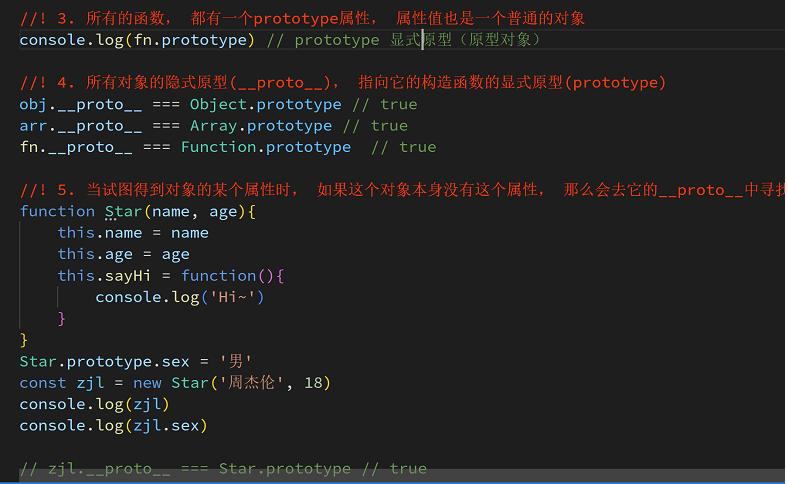 //! 3. 所有的函数， 都有一个prototype属性， 属性值也是一个普通的对象
console.log(fn.prototype) // prototype 显式原型（原型对象）
//! 4. 所有对象的隐式原型(__proto__)， 指向它的构造函数的显式原型(prototype)
obj.__proto__ === Object.prototype // true
arr.__proto__ === Array.prototype // true
fn.__proto__ === Function.prototype  // true
//! 5. 当试图得到对象的某个属性时， 如果这个对象本身没有这个属性， 那么会去它的__proto__中寻找
function Star(name, age){
    this.name = name
    this.age = age
    this.sayHi = function(){
        console.log('Hi~')
    }
}
Star.prototype.sex = '男'
const zjl = new Star('周杰伦', 18)
console.log(zjl)
console.log(zjl.sex)
// zjl.__proto__ === Star.prototype // true